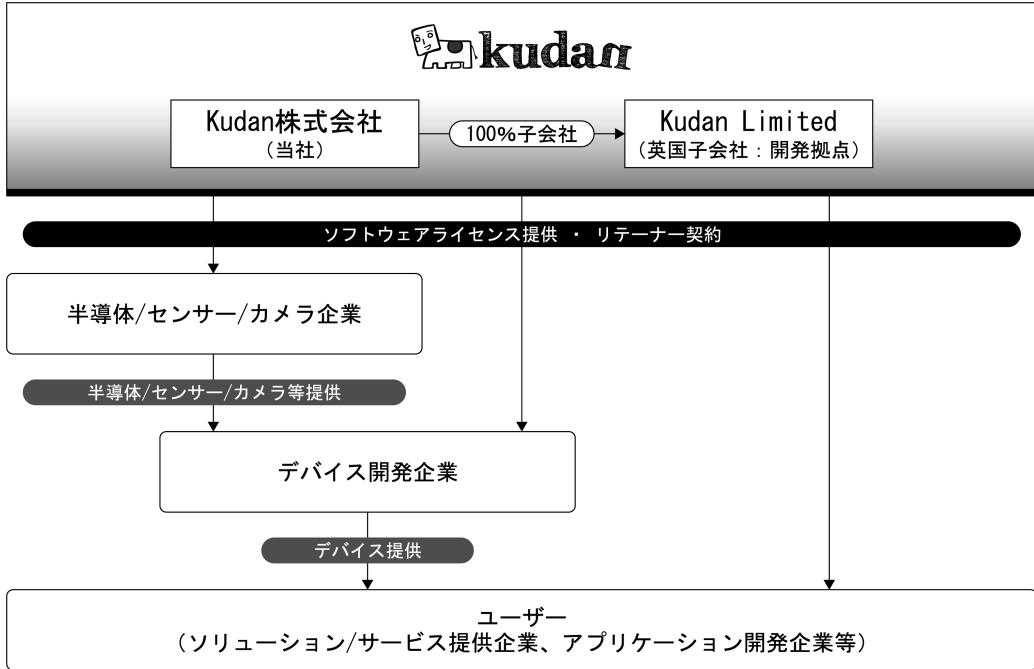 kudan
Kudan株式会社
（当社）
100%子会社
Kudan Limited
（英国子会社：開発拠点）
ソフトウェアライセンス提供 ・ リテーナー契約
半導体/センサー/カメラ企業
半導体/センサー/カメラ等提供
デバイス開発企業
デバイス提供
ユーザー
（ソリューション/サービス提供企業、アプリケーション開発企業等）